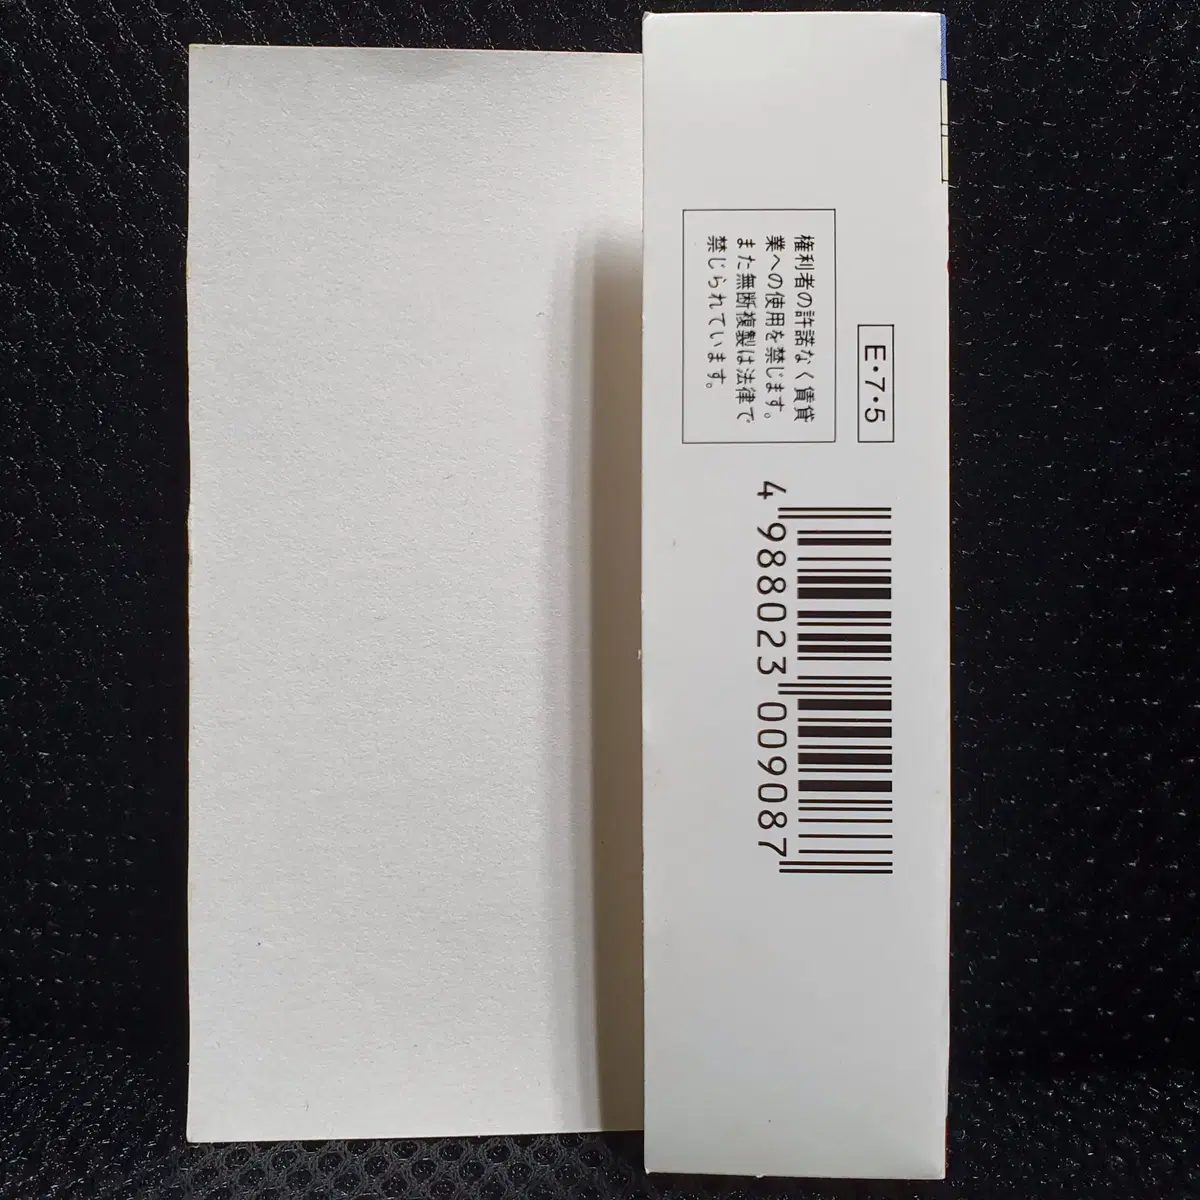 権利者の許諾なく賃貸
業への使用を禁じます。
また無断複製は法律で
禁じられています。
E・7・5
4 988023 009087